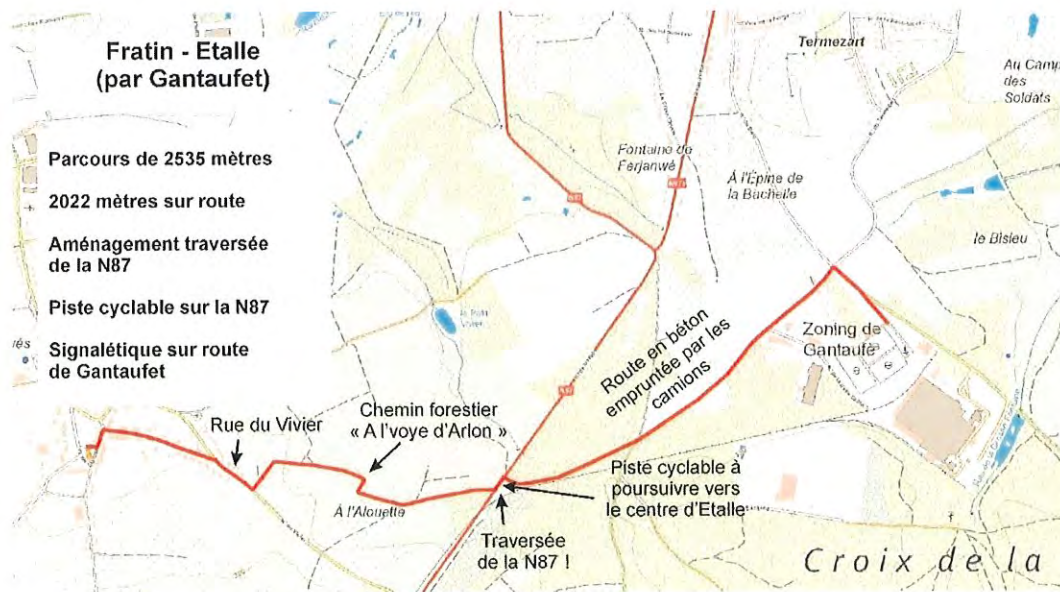 Fratin - Etalle
(par Gantaufet)
Parcours de 2535 mètres
2022 mètres sur route
Aménagement traversée
de la N87
Piste cyclable sur la N87
Signalétique sur route
de Gantaufet
Termezart
Au Camp
des
Soldats
Fontaine de
Ferjanwé
À l'Épine de
la Buchelle
le Bisieu
Zoning de
Gantaufe
Route en béton
empruntée par les
camions
Chemin forestier
« A l'voye d'Arlon »
Rue du Vivier
À l'Alouette
Piste cyclable à
poursuivre vers
le centre d'Etalle
Traversée
de la N87 !
Croix de la